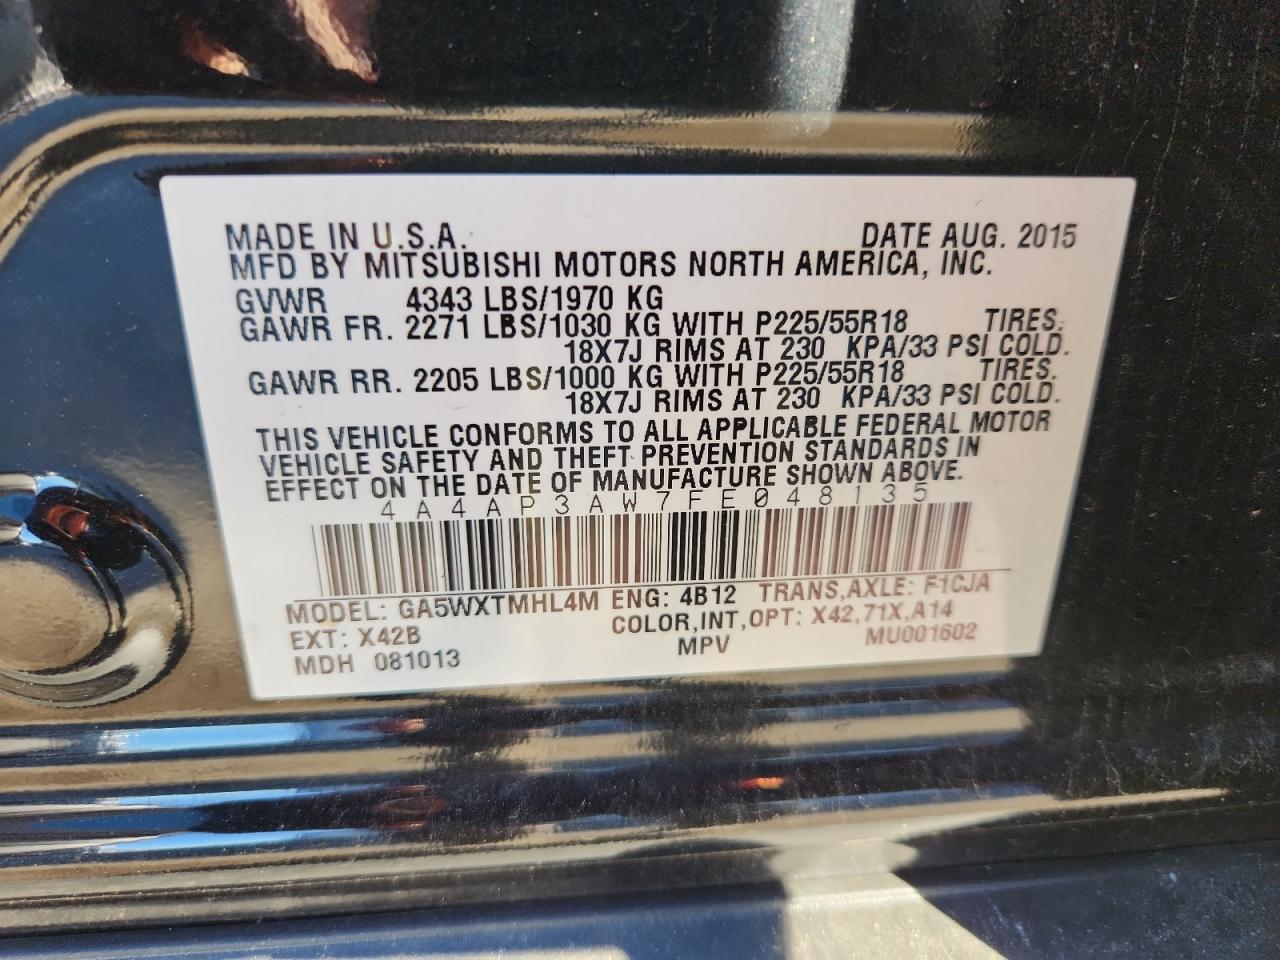 MADE IN U.S.A. DATE AUG. 2015
MFD BY MITSUBISHI MOTORS NORTH AMERICA, INC.
GVWR 4343 LBS/1970 KG
GAWR FR. 2271 LBS/1030 KG WITH P225/55R18 TIRES.
18X7J RIMS AT 230 KPA/33 PSI COLD.
GAWR RR. 2205 LBS/1000 KG WITH P225/55R18 TIRES.
18X7J RIMS AT 230 KPA/33 PSI COLD.
THIS VEHICLE CONFORMS TO ALL APPLICABLE FEDERAL MOTOR
VEHICLE SAFETY AND THEFT PREVENTION STANDARDS IN
EFFECT ON THE DATE OF MANUFACTURE SHOWN ABOVE.
4A4AP3AW7FE048135
MODEL: GA5WXTMHL4M ENG: 4B12 TRANS,AXLE: F1CJA
EXT: X42B COLOR,INT,OPT: X42,71X,A14
MDH 081013 MPV MU001602